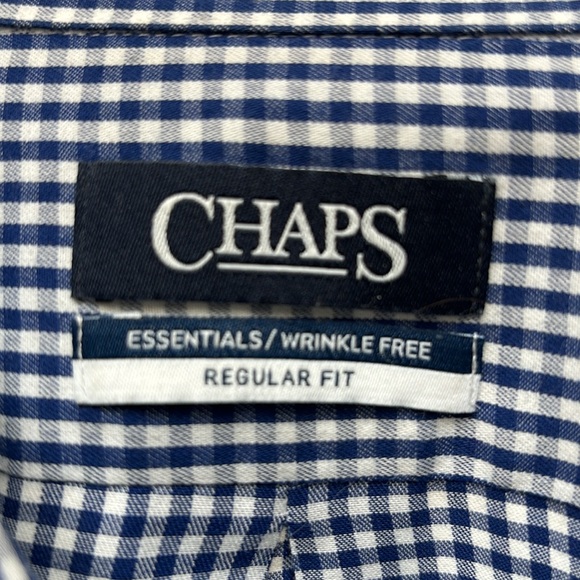 CHAPS
ESSENTIALS/WRINKLE FREE
REGULAR FIT